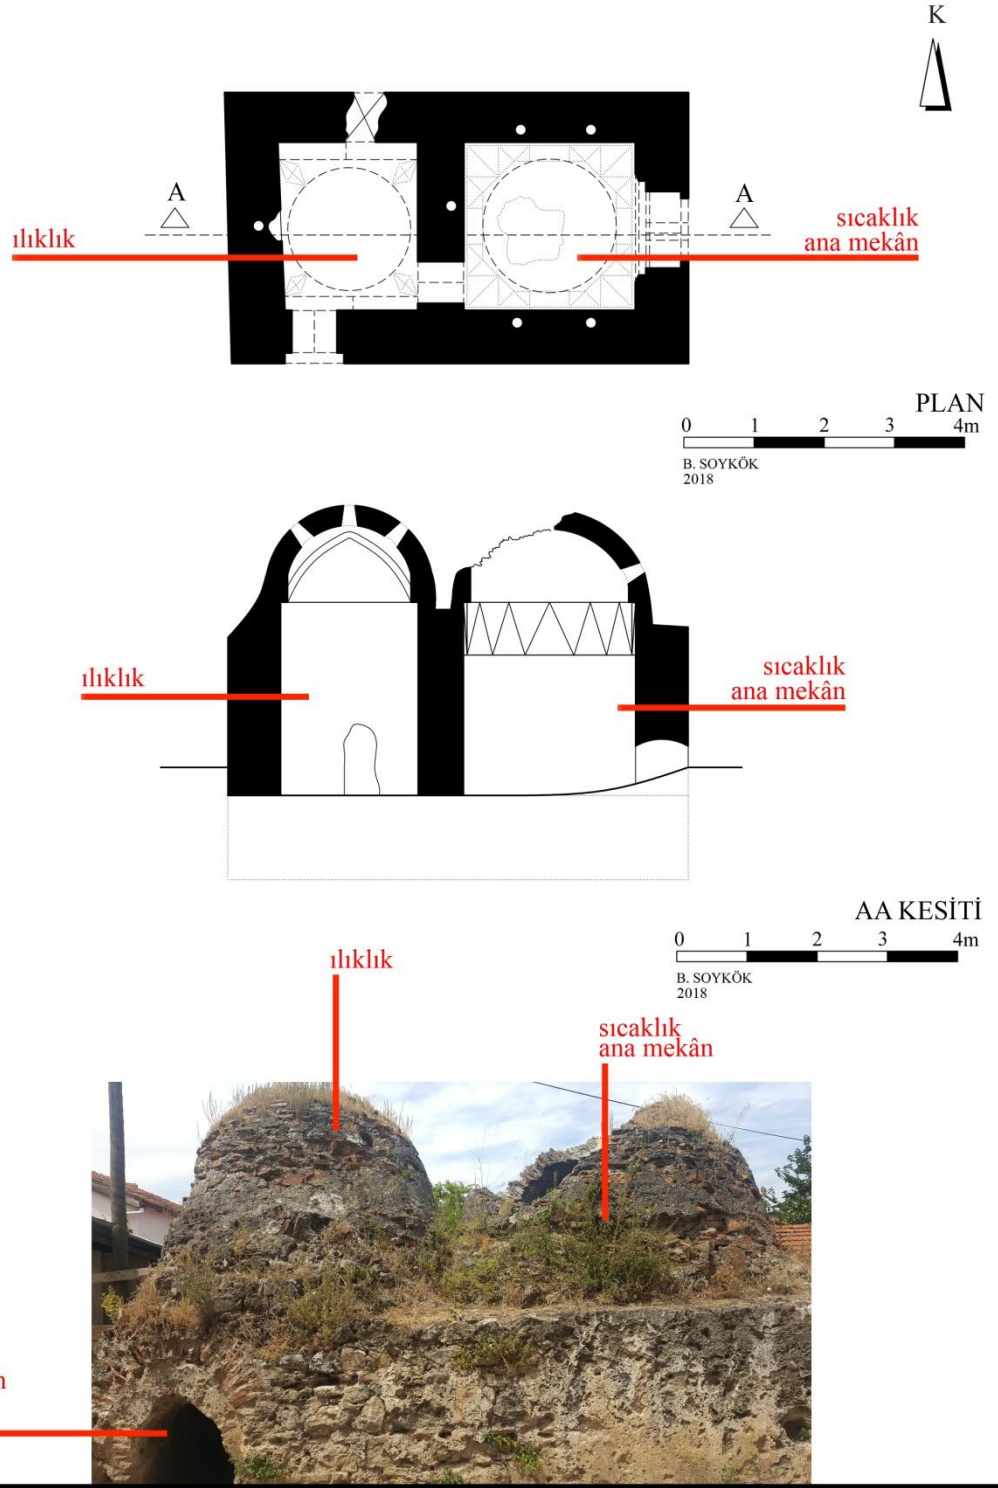 K
A
A
ılıklık
sıcaklık
ana mekân
PLAN
0 1 2 3 4m
B. SOYKÖK
2018
ılıklık
sıcaklık
ana mekân
AA KESİTİ
0 1 2 3 4m
B. SOYKÖK
2018
ılıklık
sıcaklık
ana mekân